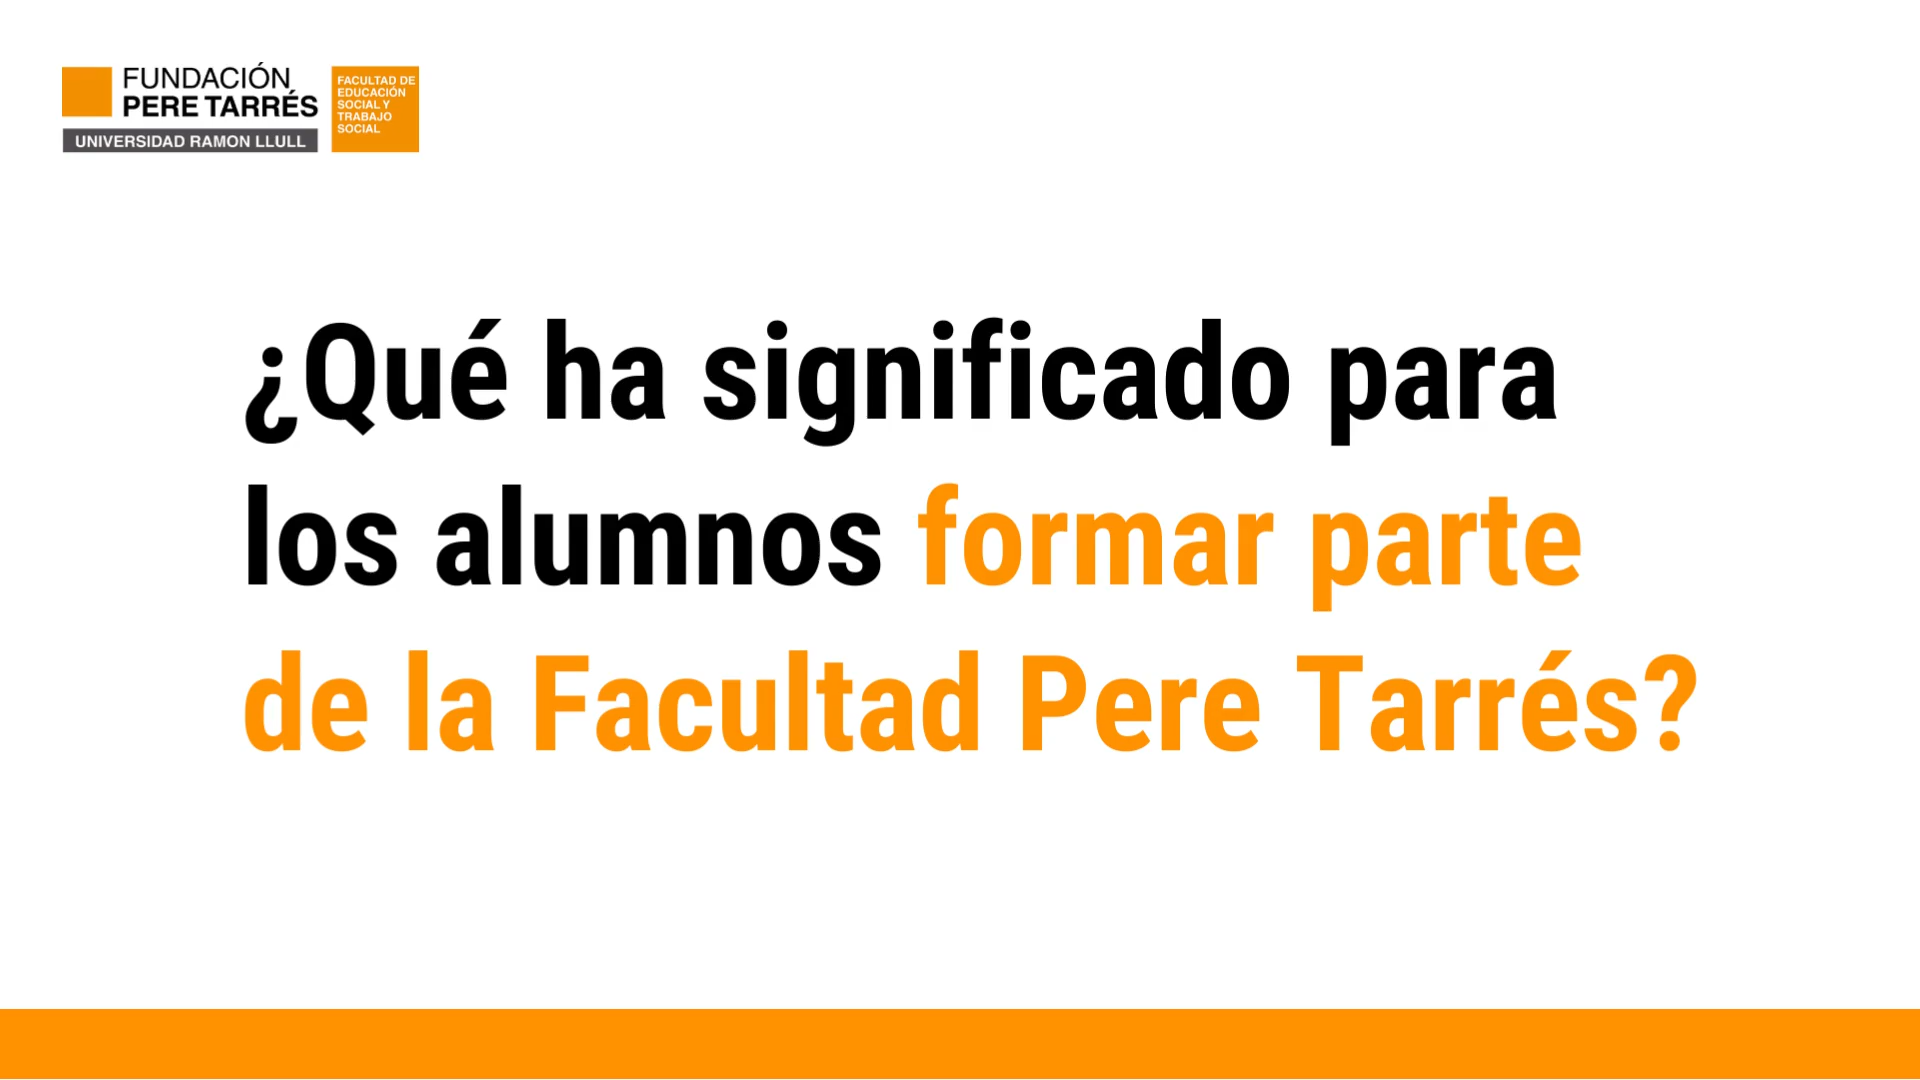 FUNDACIÓN
PERE TARRÉS
UNIVERSIDAD RAMON LLULL
FACULTAD DE
EDUCACIÓN
SOCIAL Y
TRABAJO
SOCIAL
¿Qué ha significado para
los alumnos formar parte
de la Facultad Pere Tarrés?